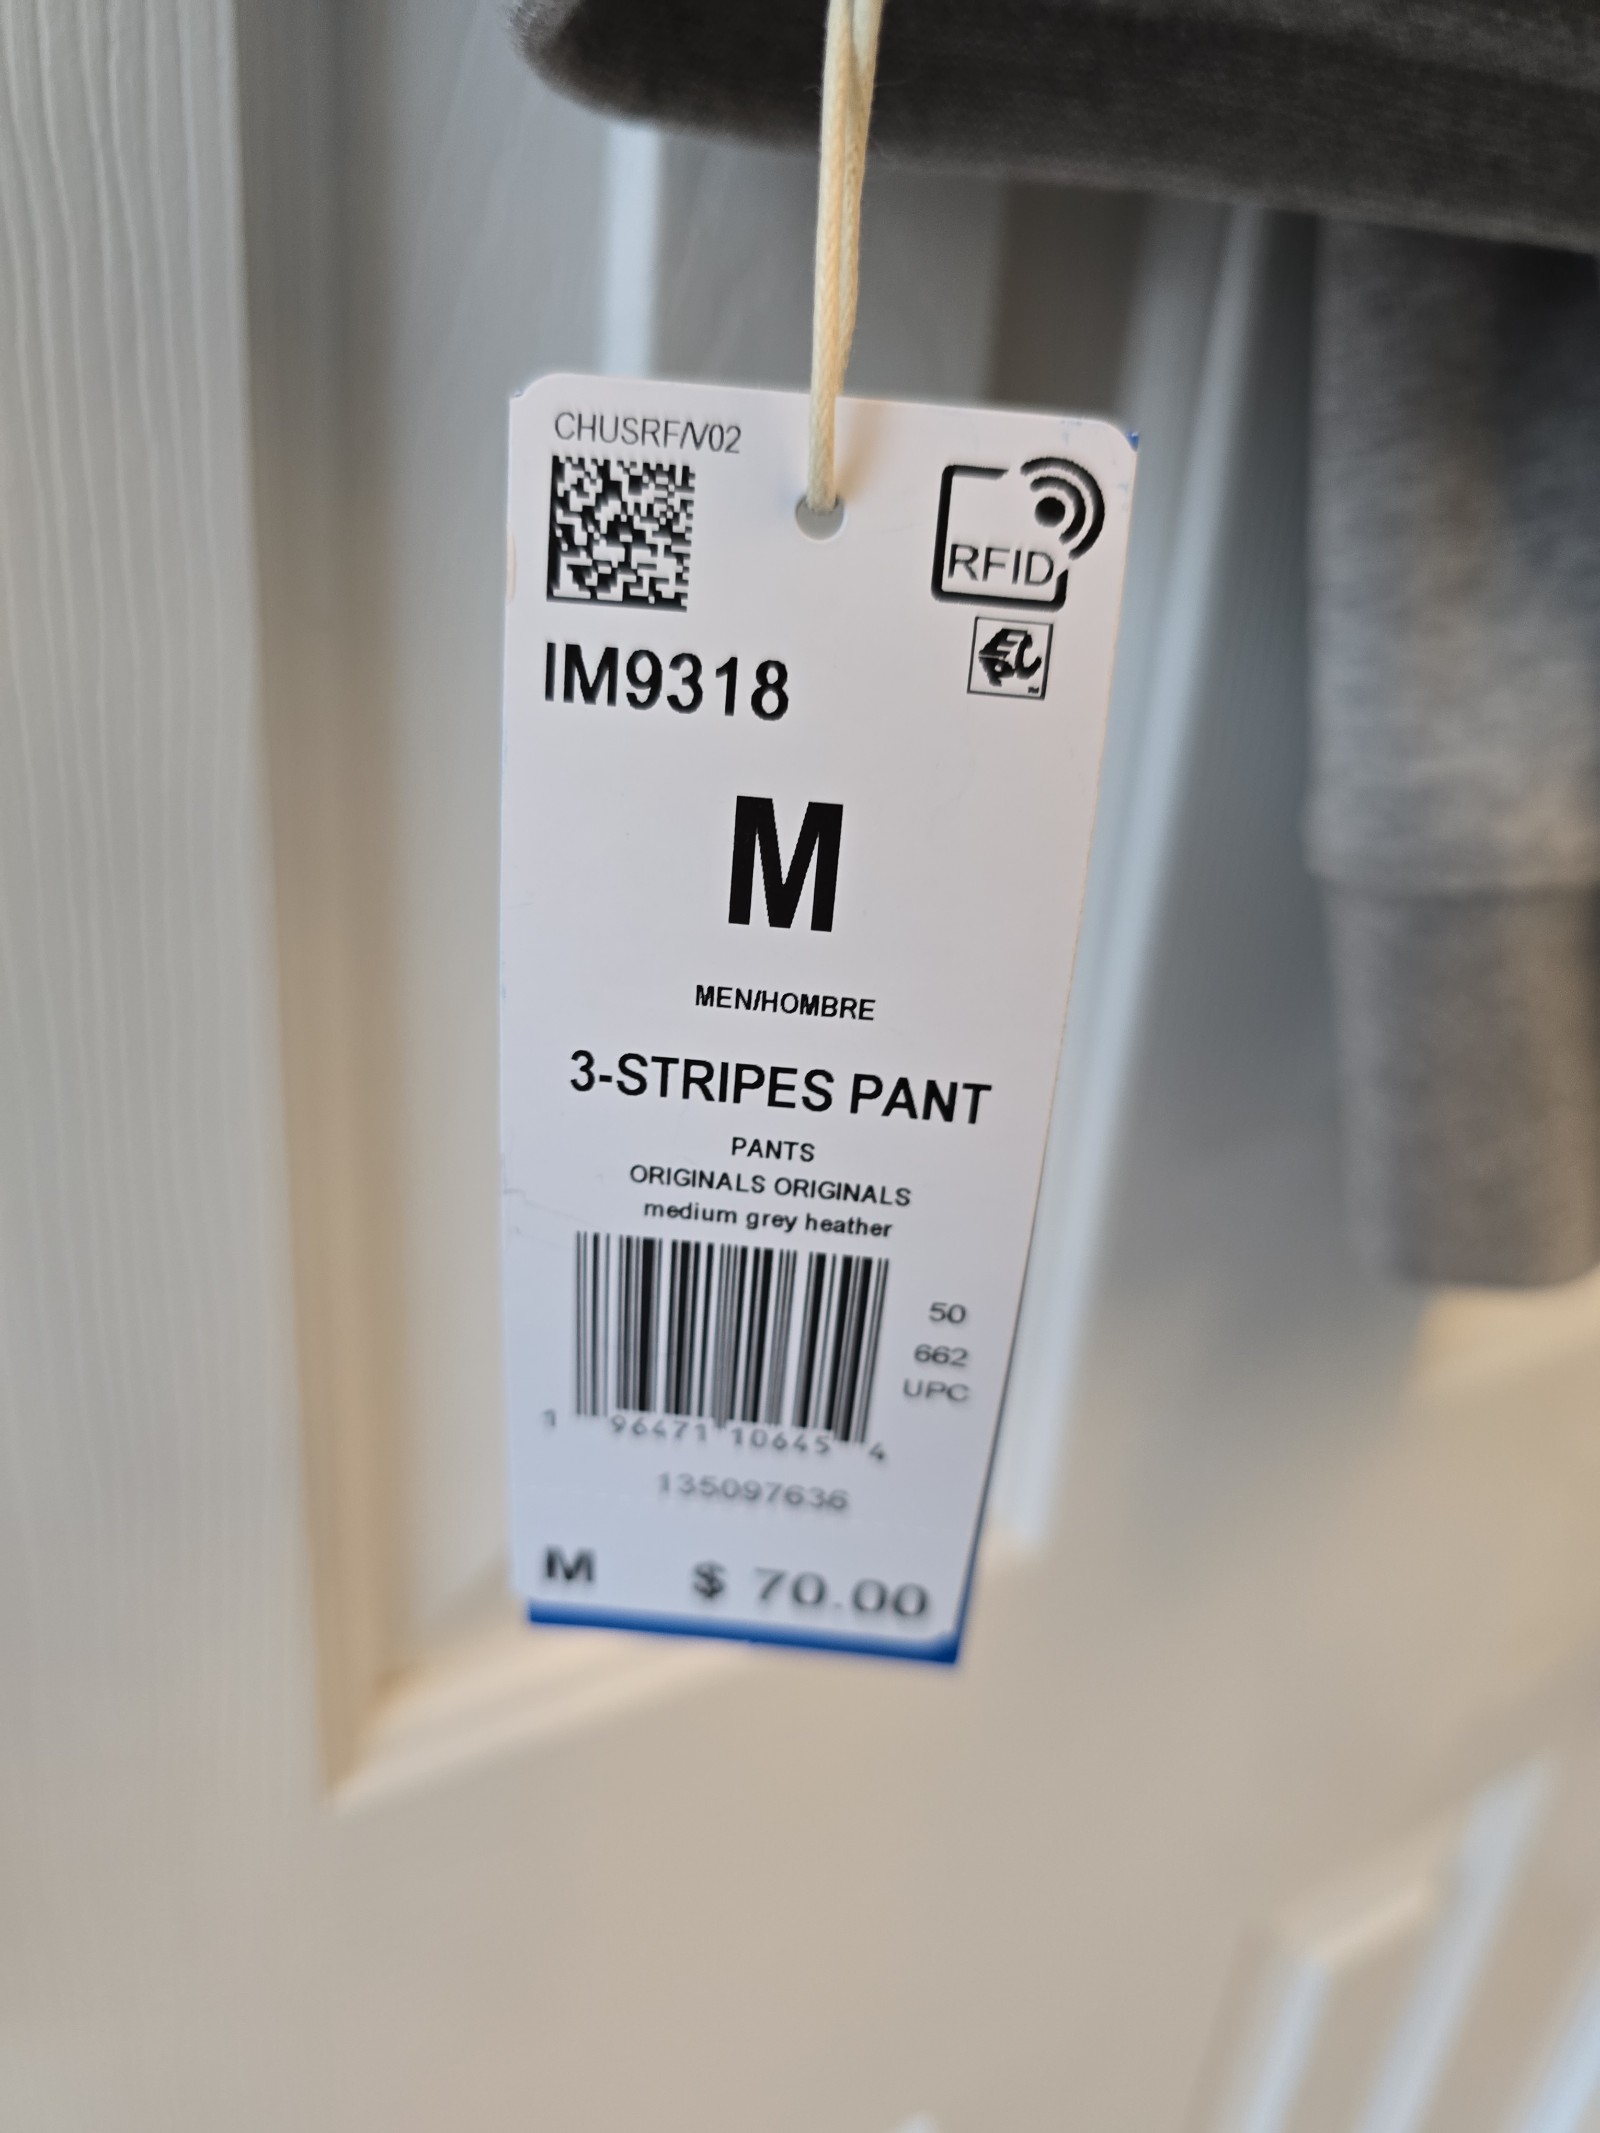 CHUSRF/V02
RFID
IM9318
M
MEN/HOMBRE
3-STRIPES PANT
PANTS
ORIGINALS ORIGINALS
medium grey heather
50
662
UPC
1 96471 10645 4
135097636
M $ 70.00